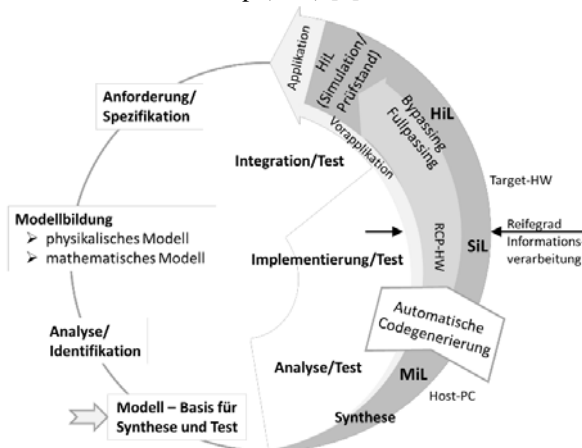 Applikation
HiL
(Simulation/
Prüfstand)
Vorapplikation
Bypassing
Fullpassing
HiL
Anforderung/
Spezifikation
Integration/Test
Target-HW
Modellbildung
➢ physikalisches Modell
➢ mathematisches Modell
Implementierung/Test
RCP-HW
SiL
Reifegrad
Informations-
verarbeitung
Automatische
Codegenerierung
Analyse/
Identifikation
Analyse/Test
MiL
Host-PC
Modell – Basis für
Synthese und Test
Synthese